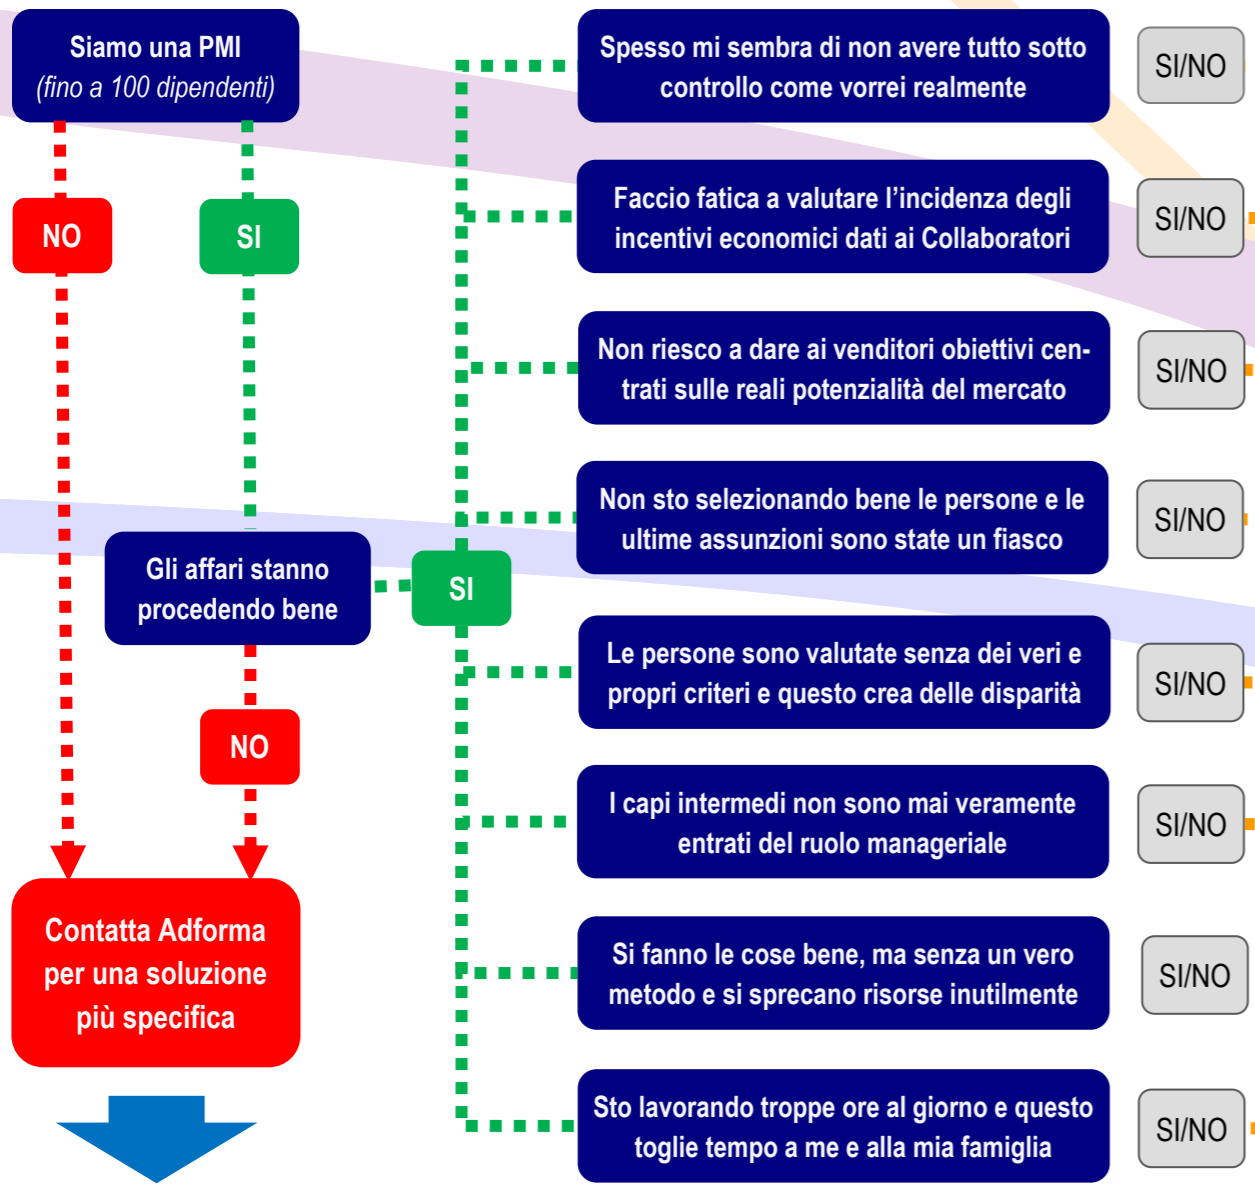 Siamo una PMI
(fino a 100 dipendenti)
NO
SI
Gli affari stanno
procedendo bene
SI
NO
Contatta Adforma
per una soluzione
più specifica
Spesso mi sembra di non avere tutto sotto
controllo come vorrei realmente
SI/NO
Faccio fatica a valutare l'incidenza degli
incentivi economici dati ai Collaboratori
SI/NO
Non riesco a dare ai venditori obiettivi cen-
trati sulle reali potenzialità del mercato
SI/NO
Non sto selezionando bene le persone e le
ultime assunzioni sono state un fiasco
SI/NO
Le persone sono valutate senza dei veri e
propri criteri e questo crea delle disparità
SI/NO
I capi intermedi non sono mai veramente
entrati del ruolo manageriale
SI/NO
Si fanno le cose bene, ma senza un vero
metodo e si sprecano risorse inutilmente
SI/NO
Sto lavorando troppe ore al giorno e questo
toglie tempo a me e alla mia famiglia
SI/NO